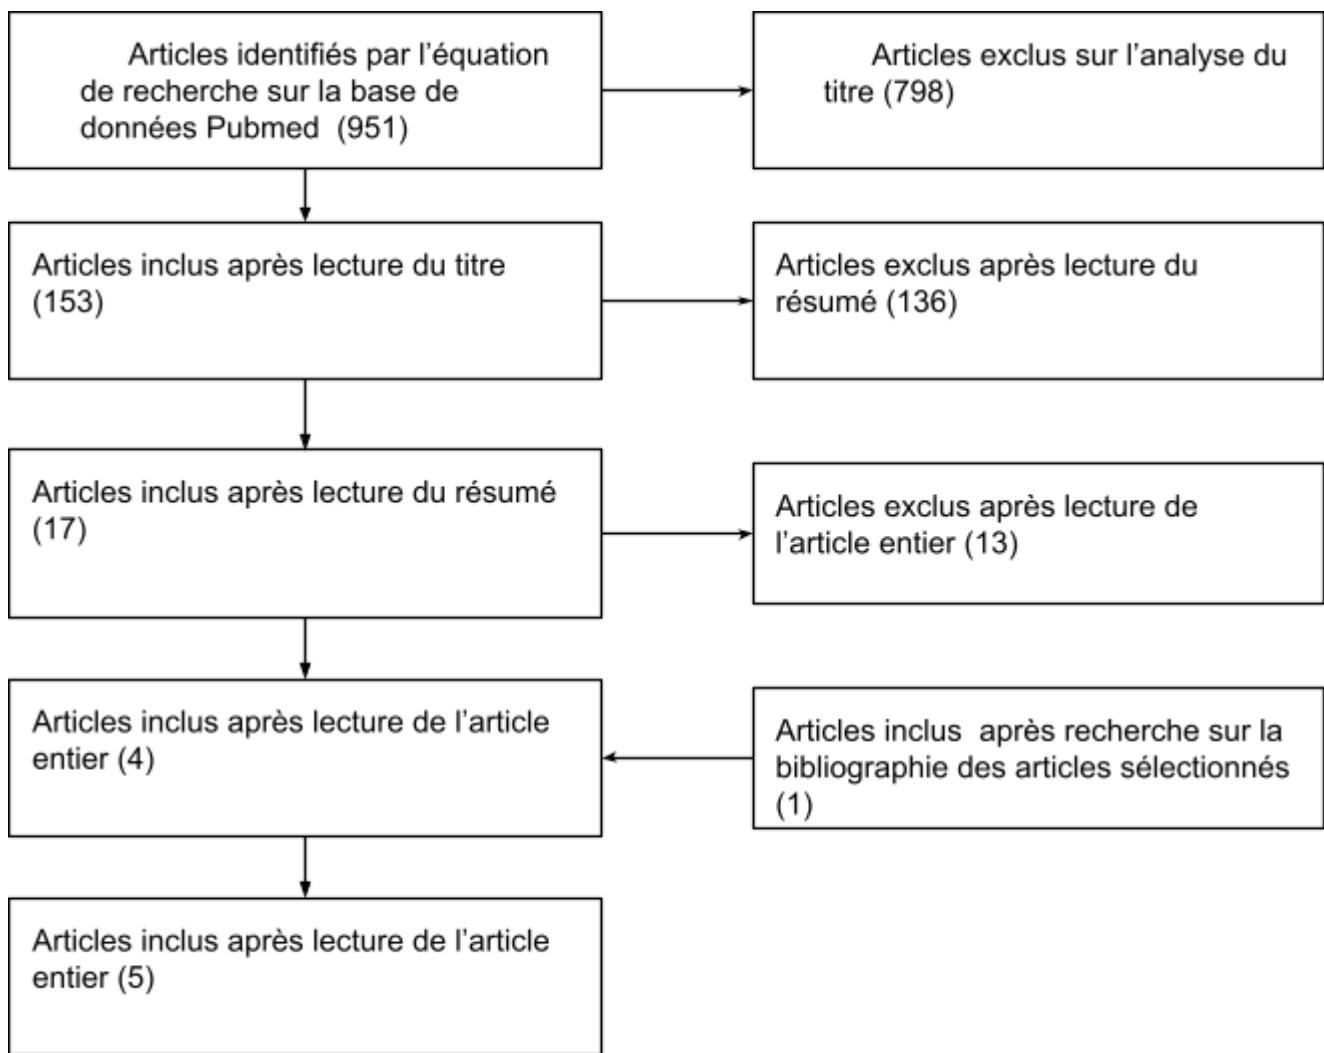 Articles identifiés par l’équation
de recherche sur la base de
données Pubmed  (951)
Articles exclus sur l’analyse du
titre (798)
Articles inclus après lecture du titre
(153)
Articles exclus après lecture du
résumé (136)
Articles inclus après lecture du résumé
(17)
Articles exclus après lecture de
l’article entier (13)
Articles inclus après lecture de l’article
entier (4)
Articles inclus  après recherche sur la
bibliographie des articles sélectionnés
(1)
Articles inclus après lecture de l’article
entier (5)